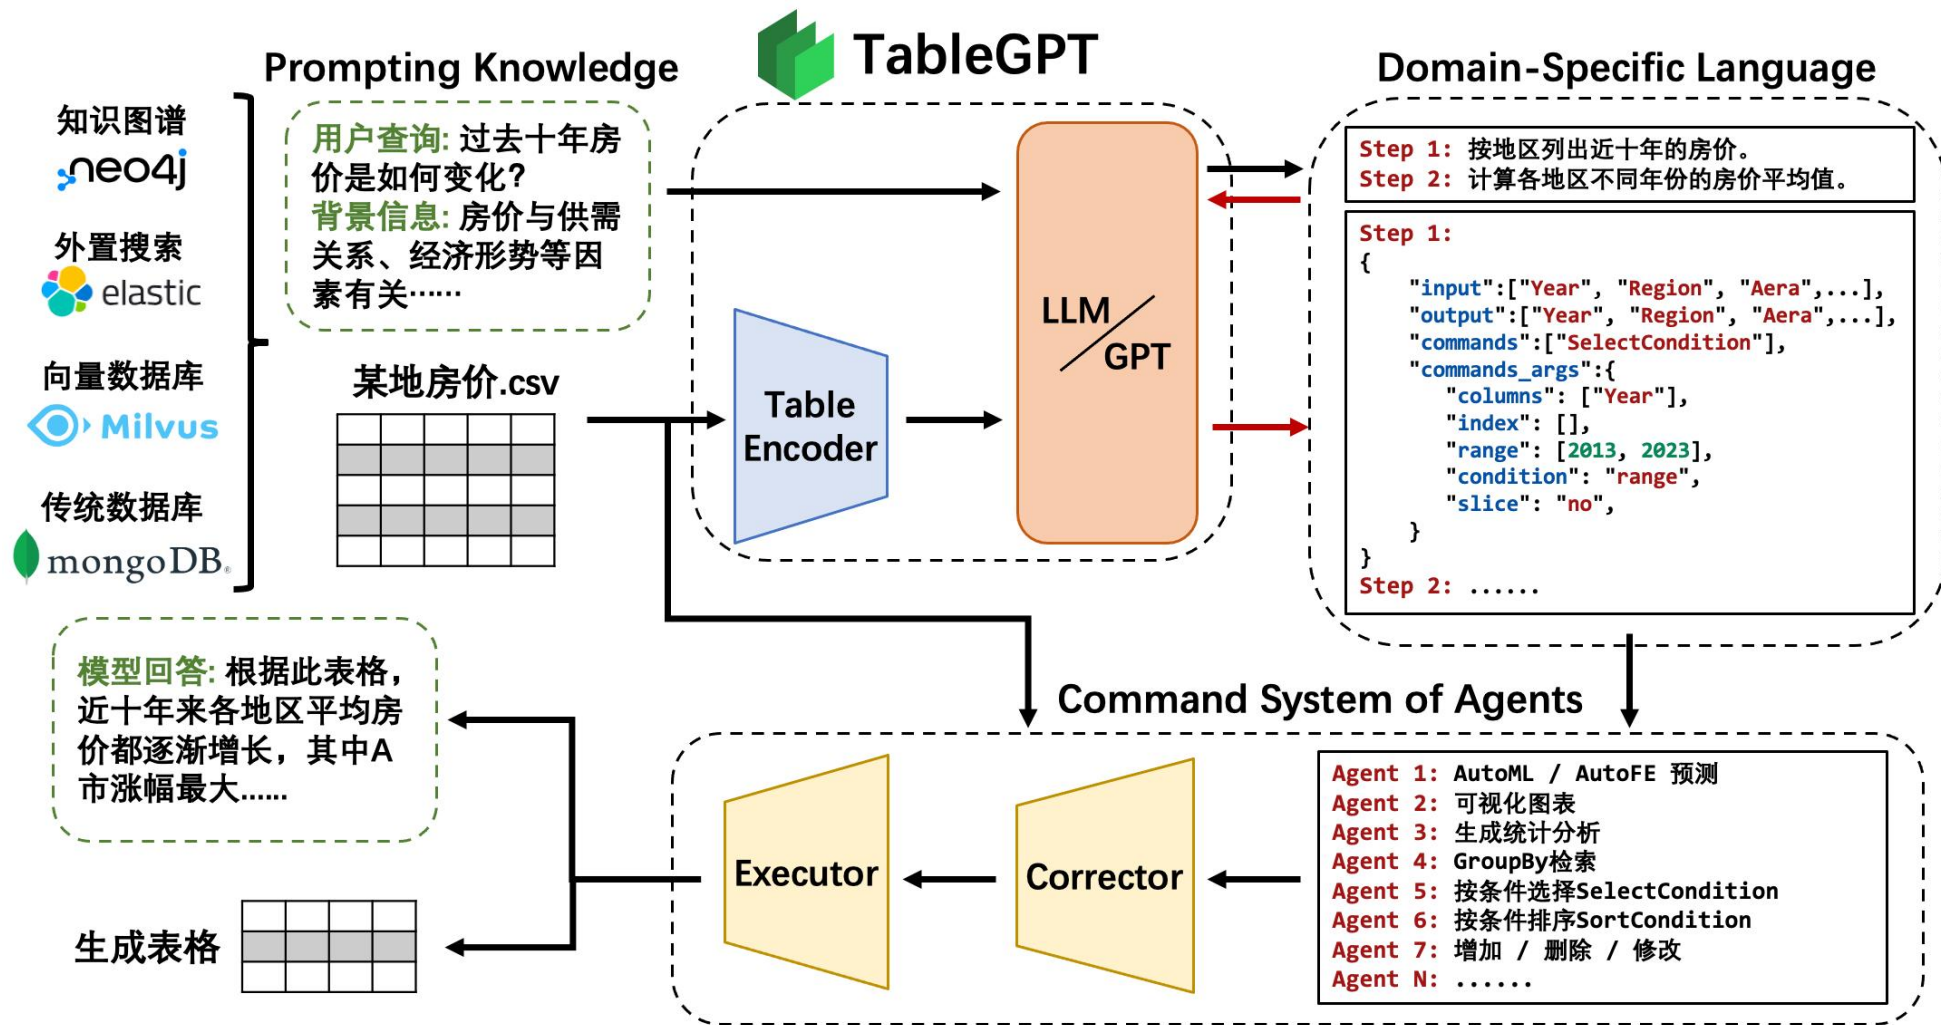 TableGPT
Prompting Knowledge
Domain-Specific Language
知识图谱
neo4j
外置搜索
elastic
向量数据库
Milvus
传统数据库
mongoDB®
用户查询: 过去十年房
价是如何变化?
背景信息: 房价与供需
关系、经济形势等因
素有关……
某地房价.csv
Table
Encoder
LLM
GPT
Step 1: 按地区列出近十年的房价。
Step 2: 计算各地区不同年份的房价平均值。
Step 1:
{
"input":["Year", "Region", "Aera",...],
"output":["Year", "Region", "Aera",...],
"commands":["SelectCondition"],
"commands_args":{
"columns": ["Year"],
"index": [],
"range": [2013, 2023],
"condition": "range",
"slice": "no",
}
}
Step 2: ......
Command System of Agents
模型回答: 根据此表格，
近十年来各地区平均房
价都逐渐增长，其中A
市涨幅最大......
生成表格
Executor
Corrector
Agent 1: AutoML / AutoFE 预测
Agent 2: 可视化图表
Agent 3: 生成统计分析
Agent 4: GroupBy检索
Agent 5: 按条件选择SelectCondition
Agent 6: 按条件排序SortCondition
Agent 7: 增加 / 删除 / 修改
Agent N: ......